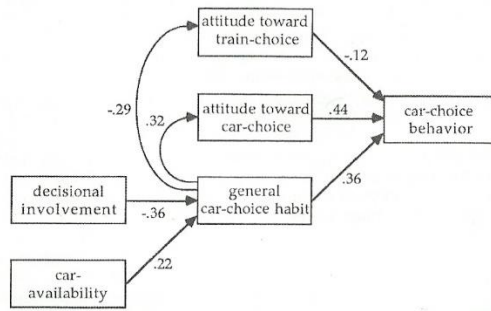 attitude toward
train-choice
-.12
-.29
attitude toward
car-choice
.44
car-choice
behavior
.32
decisional
involvement
-.36
general
car-choice habit
.36
.22
car-
availability